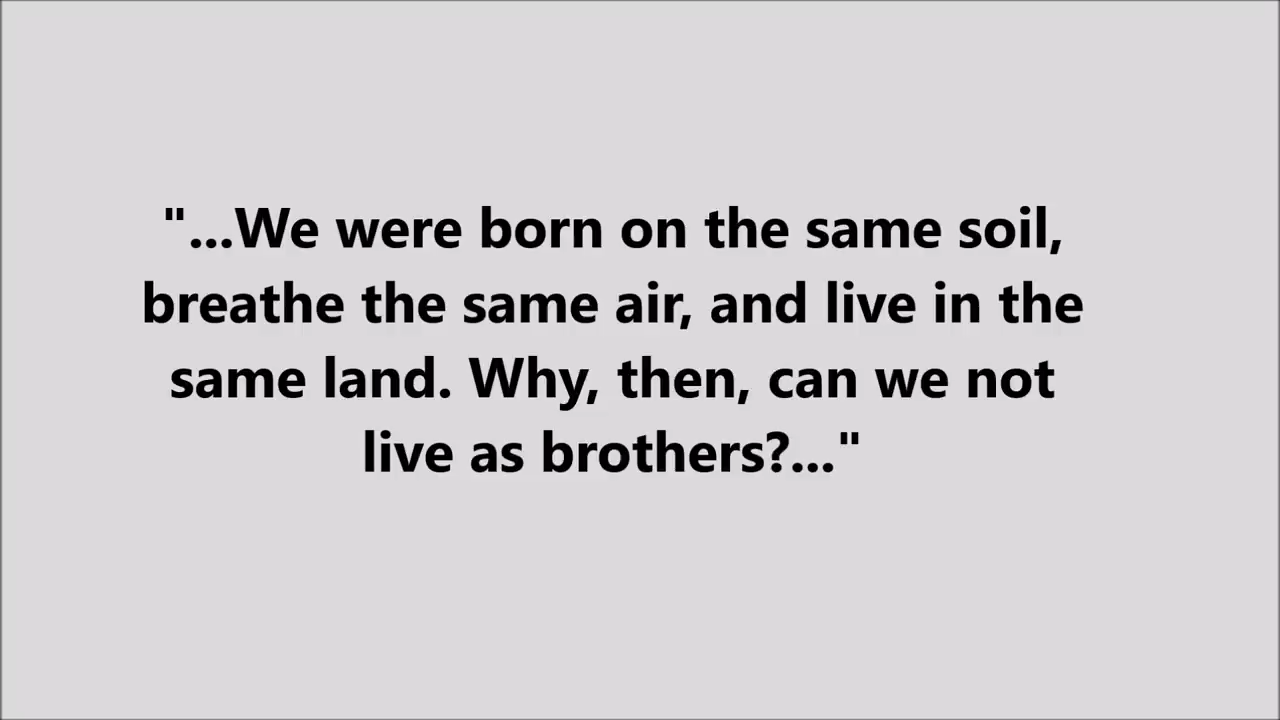 "...We were born on the same soil,
breathe the same air, and live in the
same land. Why, then, can we not
live as brothers?..."